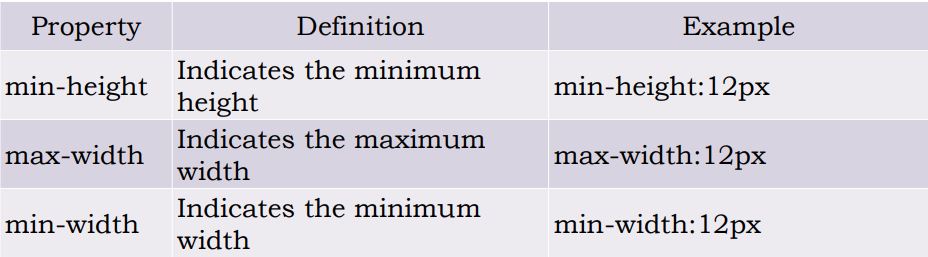 Property Definition Example
min-height Indicates the minimum height min-height:12px
max-width Indicates the maximum width max-width:12px
min-width Indicates the minimum width min-width:12px